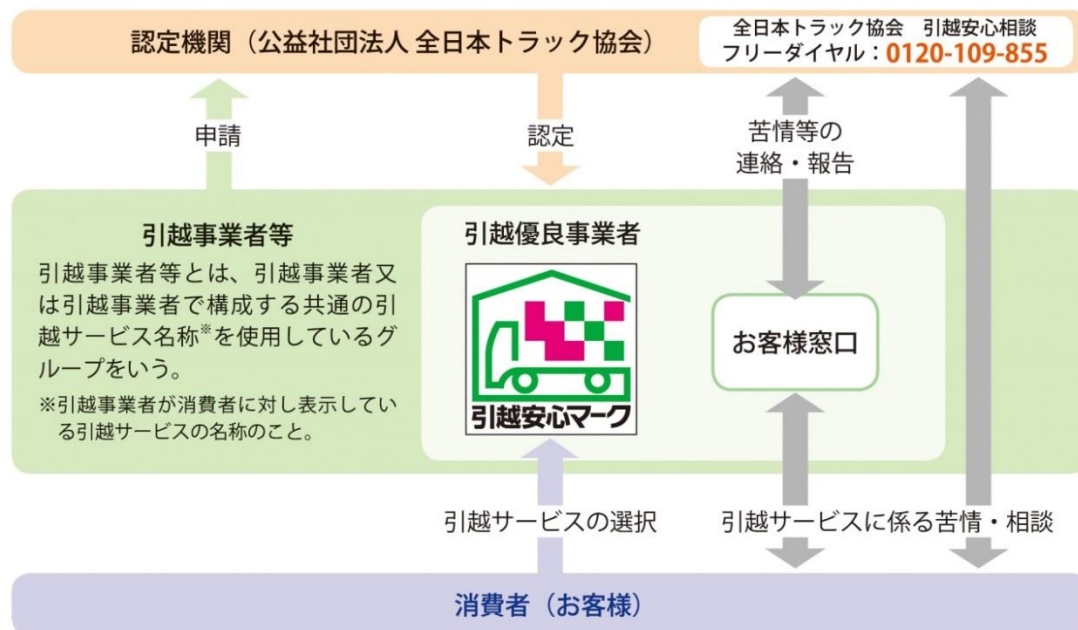 認定機関（公益社団法人 全日本トラック協会）
全日本トラック協会　引越安心相談
フリーダイヤル：0120-109-855
申請
認定
苦情等の
連絡・報告
引越事業者等
引越事業者等とは、引越事業者又
は引越事業者で構成する共通の引
越サービス名称※を使用しているグ
ループをいう。
※引越事業者が消費者に対し表示してい
る引越サービスの名称のこと。
引越優良事業者
引越安心マーク
お客様窓口
引越サービスの選択
引越サービスに係る苦情・相談
消費者（お客様）